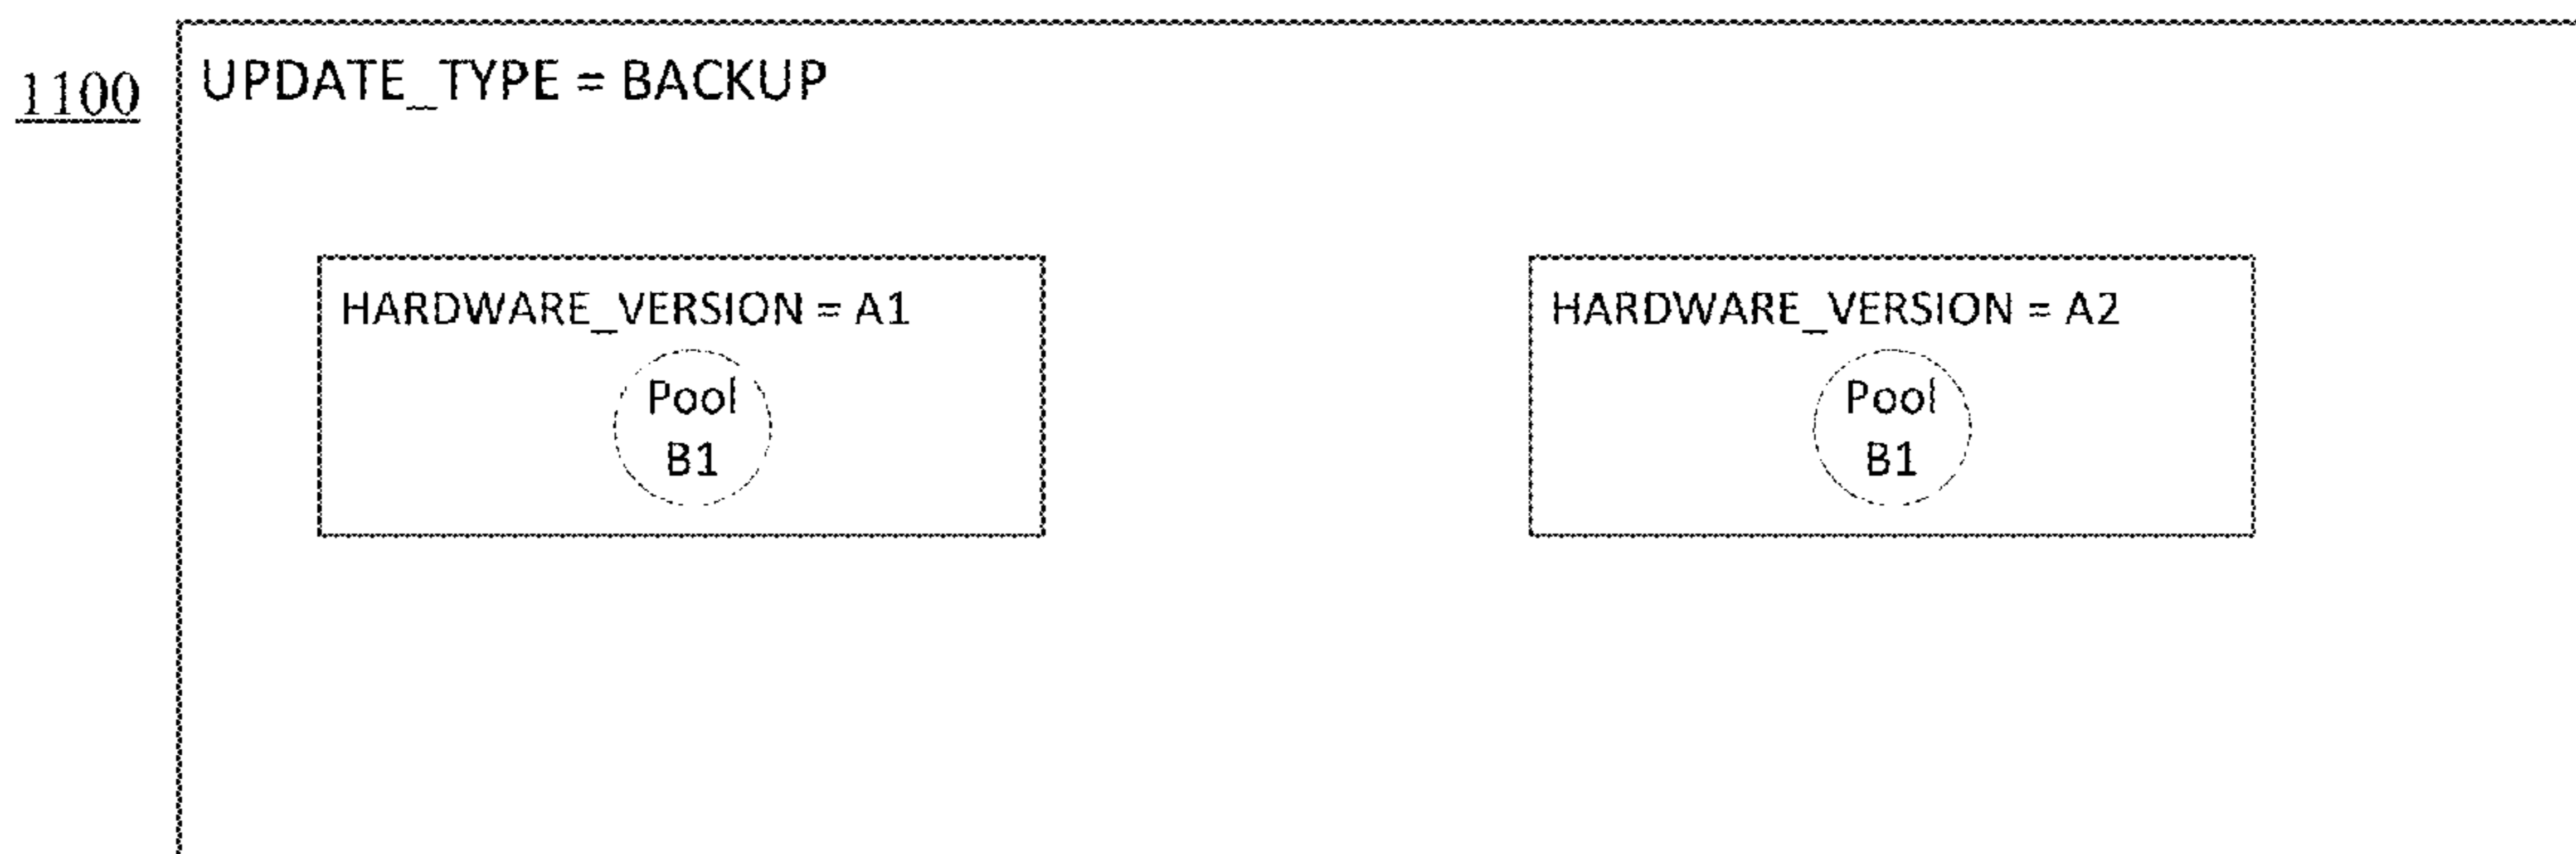 1100
UPDATE_TYPE = BACKUP
HARDWARE_VERSION = A1
Pool
B1
HARDWARE_VERSION = A2
Pool
B1